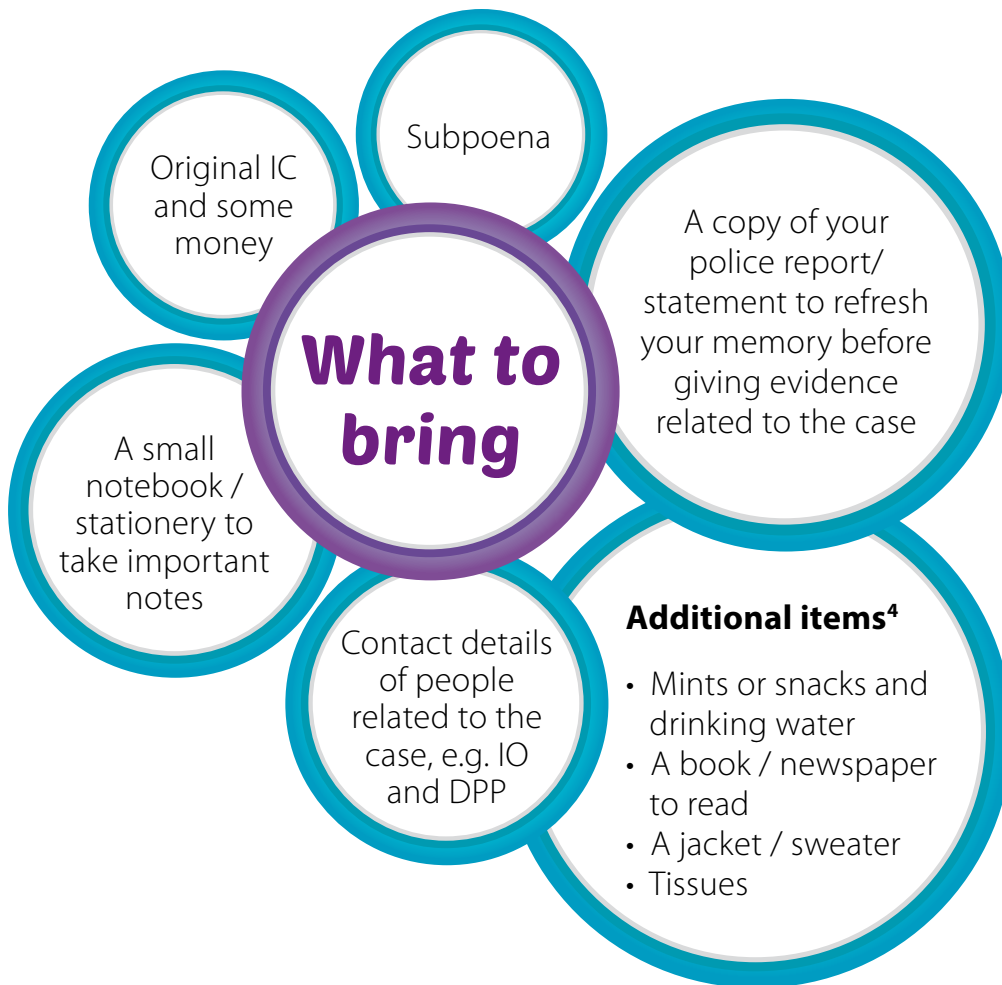 What to
bring
Subpoena
Original IC
and some
money
A copy of your
police report/
statement to refresh
your memory before
giving evidence
related to the case
A small
notebook /
stationery to
take important
notes
Contact details
of people
related to the
case, e.g. IO
and DPP
Additional items⁴
• Mints or snacks and
drinking water
• A book / newspaper
to read
• A jacket / sweater
• Tissues